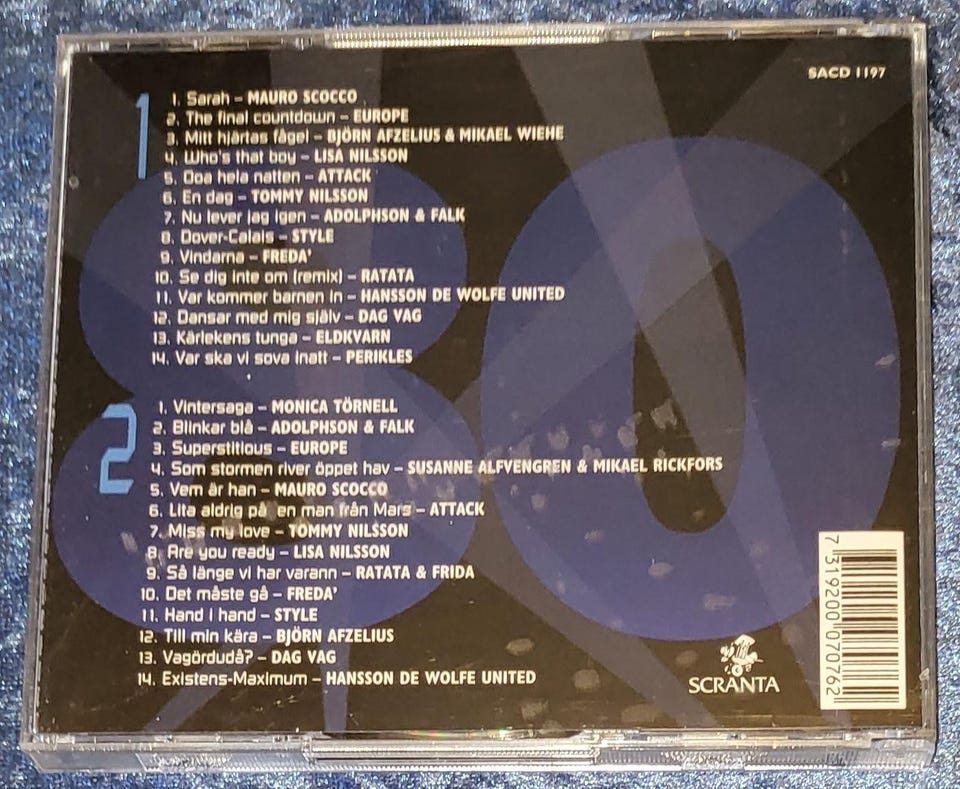 SACD 1197
1
1. Sarah – MAURO SCOCCO
2. The final countdown – EUROPE
3. Mitt hjärtas fågel – BJÖRN AFZELIUS & MIKAEL WIEHE
4. Who's that boy – LISA NILSSON
5. Ooa hela natten – ATTACK
6. En dag – TOMMY NILSSON
7. Nu lever jag igen – ADOLPHSON & FALK
8. Dover-Calais – STYLE
9. Vindarna – FREDA'
10. Se dig inte om (remix) – RATATA
11. Var kommer barnen in – HANSSON DE WOLFE UNITED
12. Dansar med mig själv – DAG VAG
13. Kärlekens tunga – ELDKVARN
14. Var ska vi sova inatt – PERIKLES
2
1. Vintersaga – MONICA TÖRNELL
2. Blinkar blå – ADOLPHSON & FALK
3. Superstitious – EUROPE
4. Som stormen river öppet hav – SUSANNE ALFVENGREN & MIKAEL RICKFORS
5. Vem är han – MAURO SCOCCO
6. Lita aldrig på en man från Mars – ATTACK
7. Miss my love – TOMMY NILSSON
8. Are you ready – LISA NILSSON
9. Så länge vi har varann – RATATA & FRIDA
10. Det måste gå – FREDA'
11. Hand i hand – STYLE
12. Till min kära – BJÖRN AFZELIUS
13. Vagördudå? – DAG VAG
14. Existens-Maximum – HANSSON DE WOLFE UNITED
80
SCRANTA
7 319200 070762